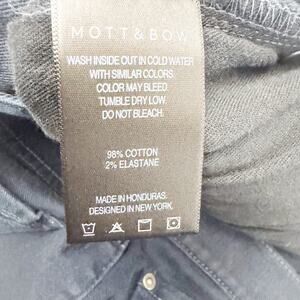 MOTT & BOW
WASH INSIDE OUT IN COLD WATER
WITH SIMILAR COLORS.
COLOR MAY BLEED.
TUMBLE DRY LOW.
DO NOT BLEACH.
98% COTTON
2% ELASTANE
MADE IN HONDURAS.
DESIGNED IN NEW YORK.